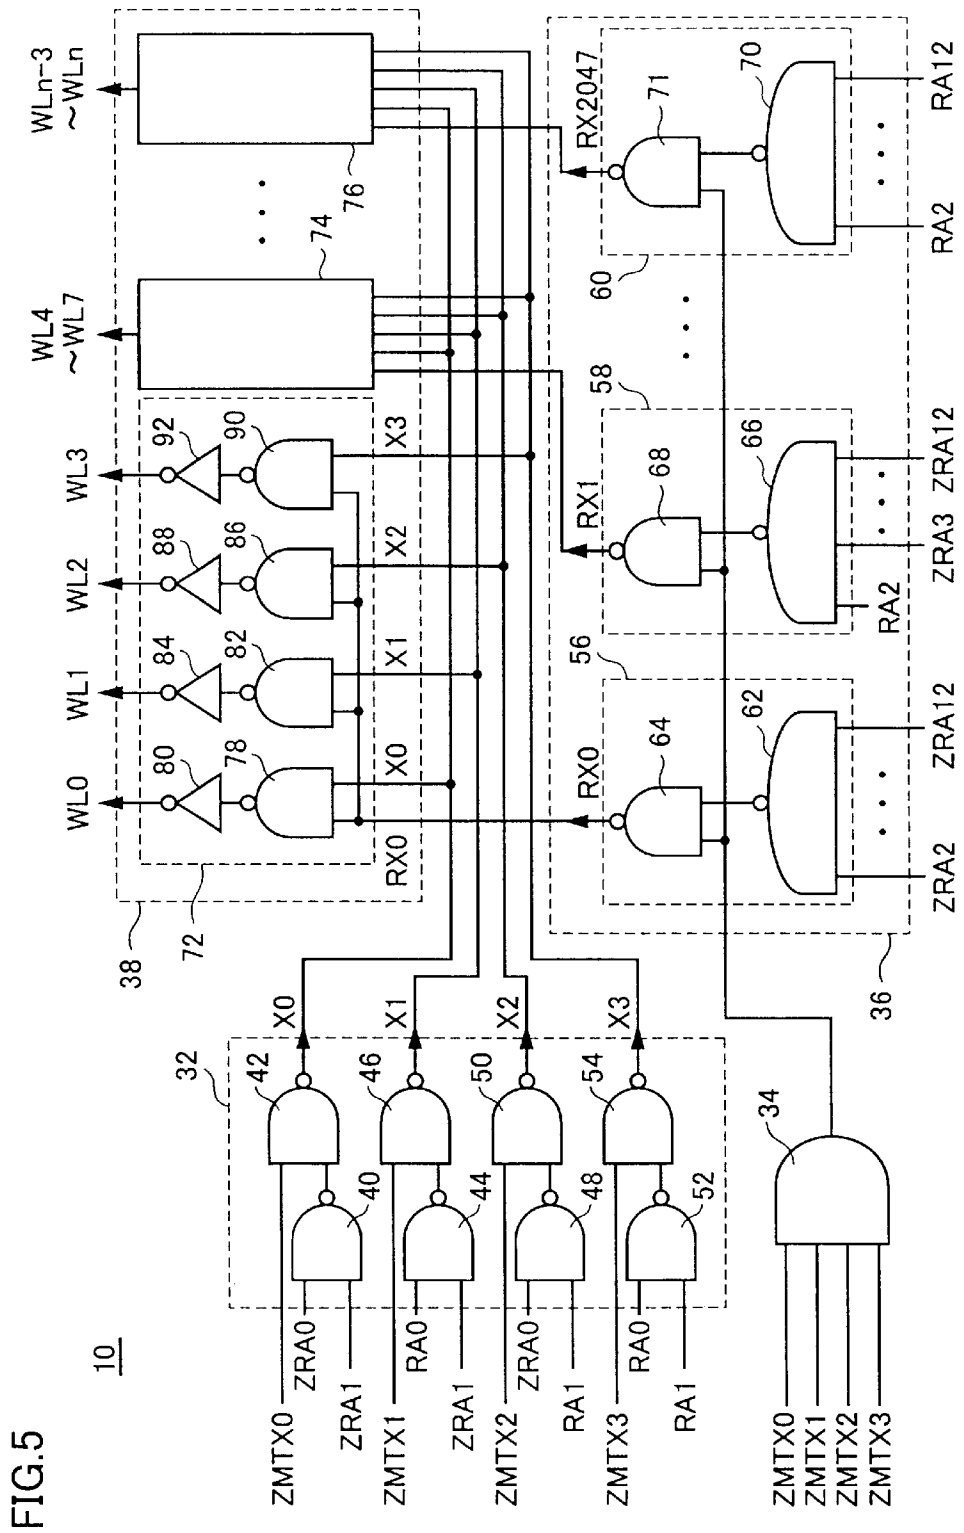 FIG.5
10
WL0
WL1
WL2
WL3
WL4
~WL7
WLn-3
~WLn
38
72
80
84
88
92
74
76
78
82
86
90
RX0
X0
X1
X2
X3
32
42
X0
46
X1
50
X2
54
X3
40
44
48
52
ZMTX0
ZRA0
ZRA1
ZMTX1
RA0
ZRA1
ZMTX2
ZRA0
RA1
ZMTX3
RA0
RA1
RX0
RX1
RX2047
56
58
60
64
68
71
62
66
70
34
36
ZMTX0
ZMTX1
ZMTX2
ZMTX3
ZRA2
ZRA12
RA2
ZRA3
ZRA12
RA2
RA12